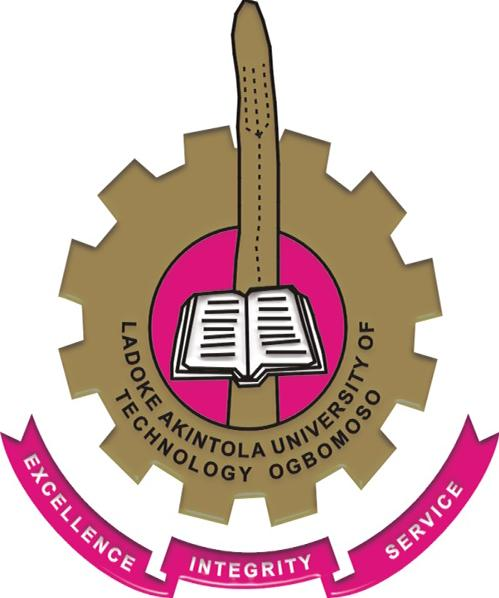 LADOKE AKINTOLA UNIVERSITY OF
TECHNOLOGY OGBOMOSO
EXCELLENCE
INTEGRITY
SERVICE